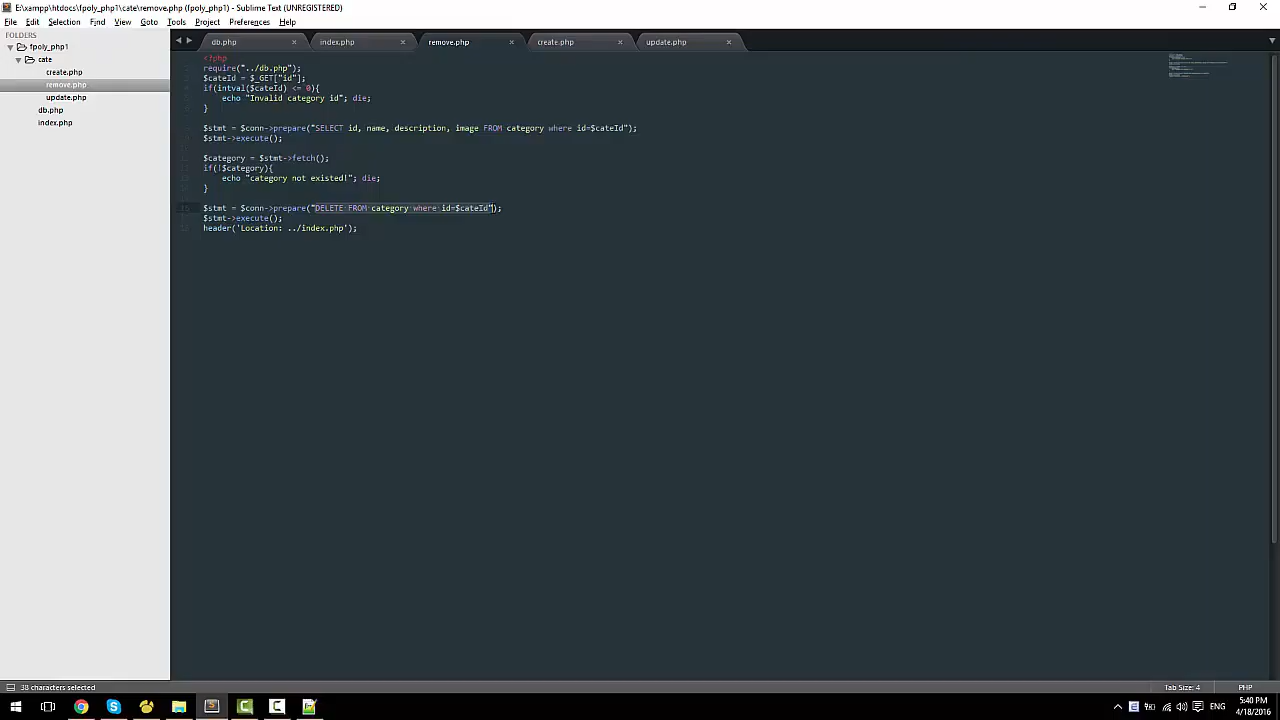 E:\xampp\htdocs\fpoly_php1\cate\remove.php (fpoly_php1) - Sublime Text (UNREGISTERED)
File Edit Selection Find View Goto Tools Project Preferences Help
FOLDERS
fpoly_php1
cate
create.php
remove.php
update.php
db.php
index.php
db.php index.php remove.php create.php update.php
<?php
require("../db.php");
$cateId = $_GET["id"];
if(intval($cateId) <= 0){
echo "Invalid category id"; die;
}
$stmt = $conn->prepare("SELECT id, name, description, image FROM category where id=$cateId");
$stmt->execute();
$category = $stmt->fetch();
if(!$category){
echo "category not existed!"; die;
}
15 $stmt = $conn->prepare("DELETE FROM category where id=$cateId");
$stmt->execute();
header('Location: ../index.php');
38 characters selected
Tab Size: 4 PHP
ENG
5:40 PM
4/18/2016